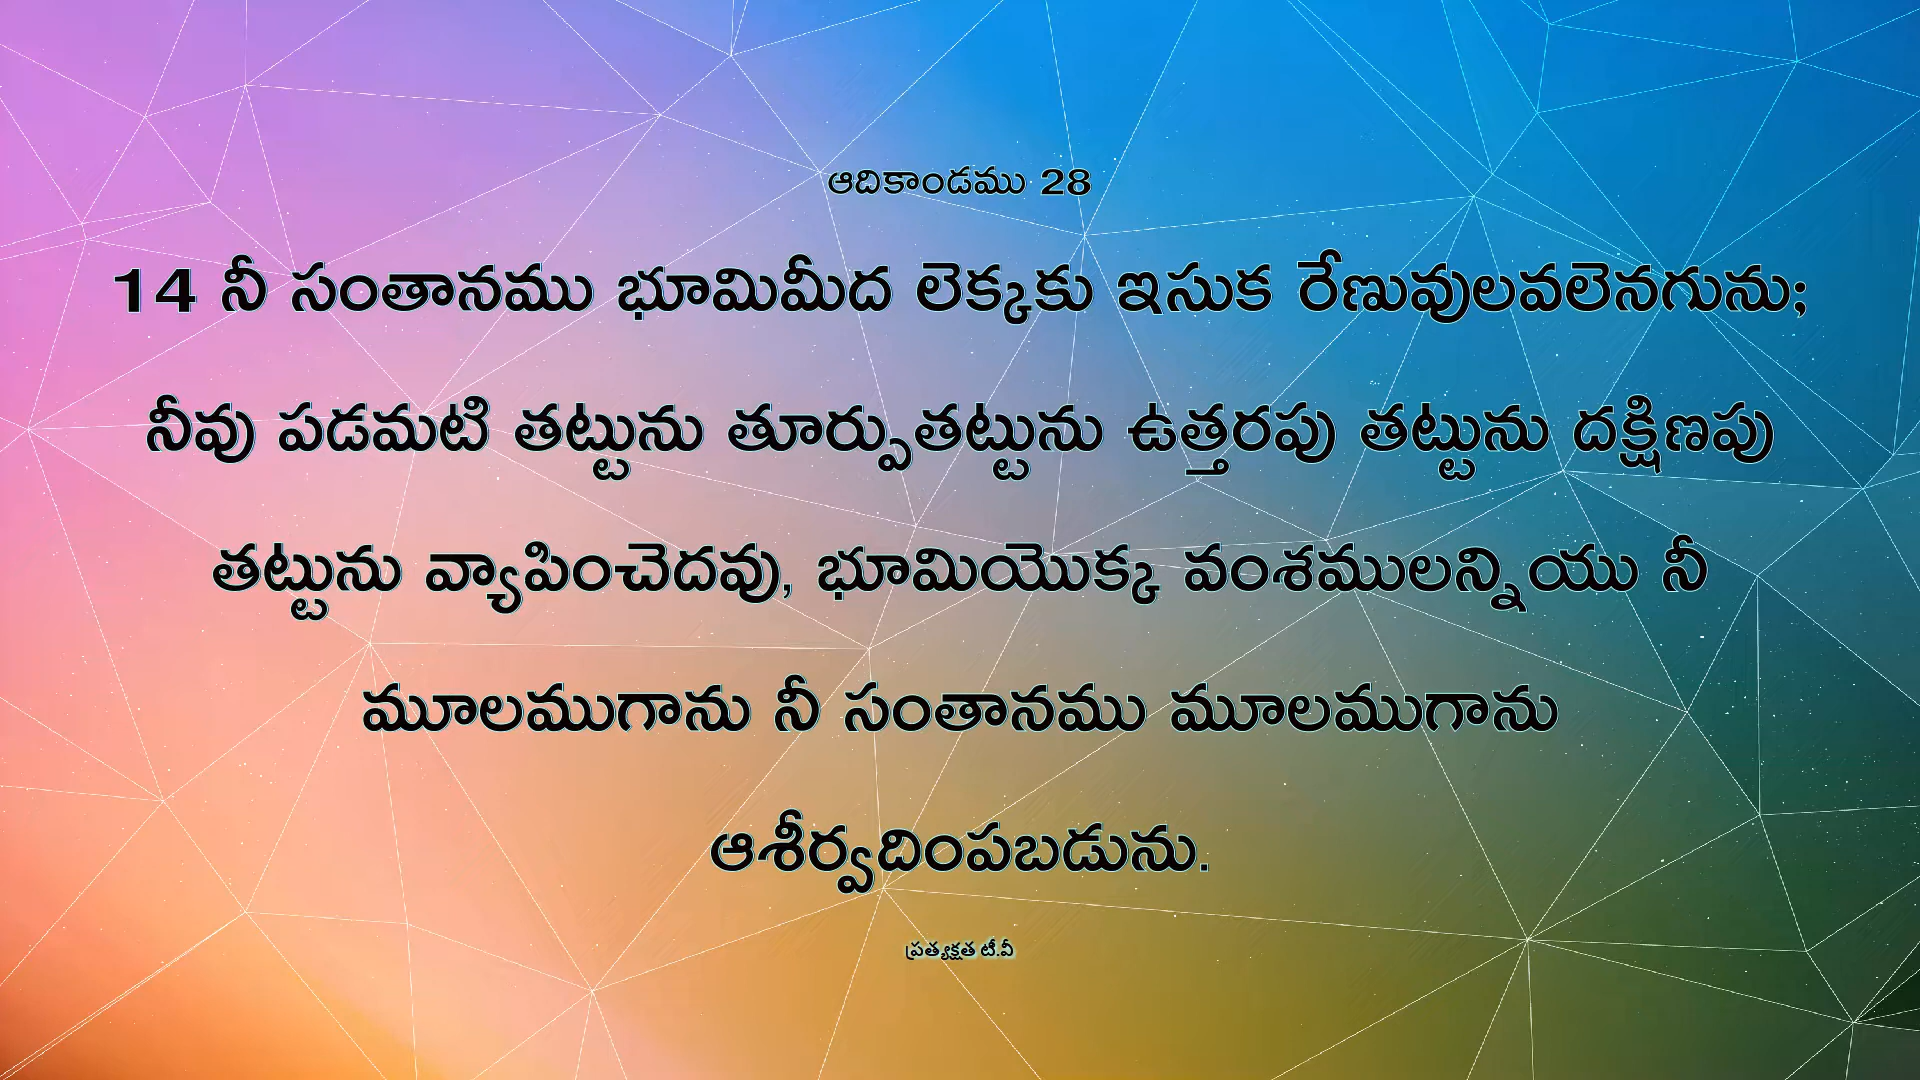 ఆదికాండము 28
14 నీ సంతానము భూమిమీద లెక్కకు ఇసుక రేణువులవలెనగును;
నీవు పడమటి తట్టును తూర్పుతట్టును ఉత్తరపు తట్టును దక్షిణపు
తట్టును వ్యాపించెదవు, భూమియొక్క వంశములన్నియు నీ
మూలముగాను నీ సంతానము మూలముగాను
ఆశీర్వదింపబడును.
ప్రత్యక్షత టీ.వీ